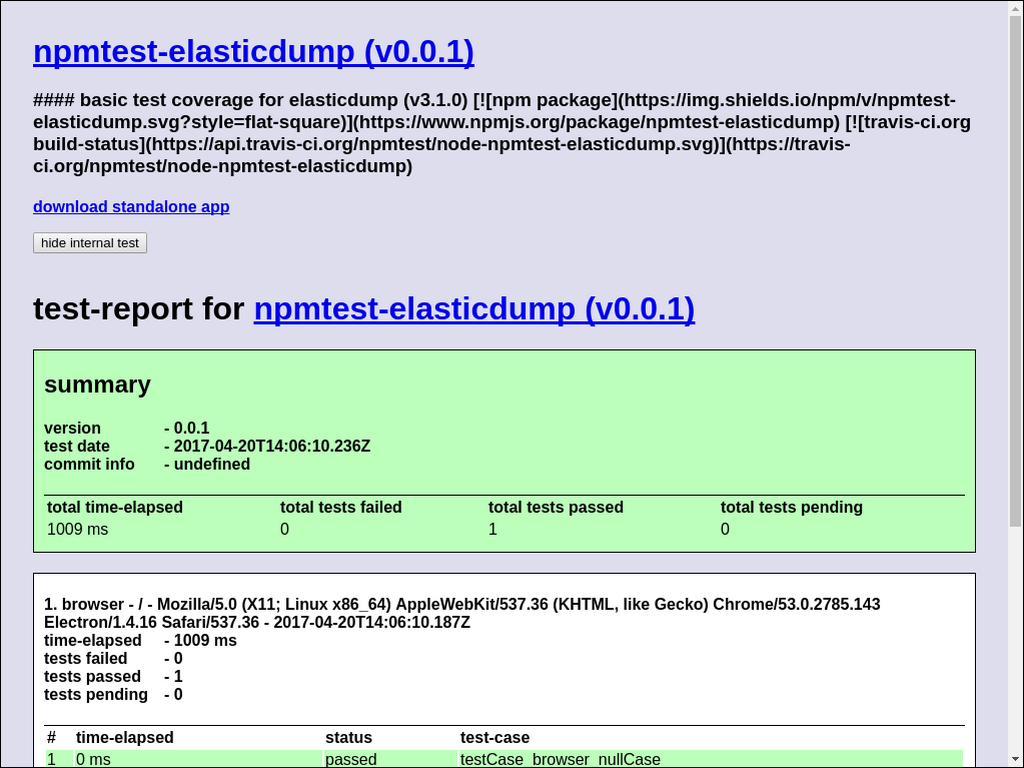 npmtest-elasticdump (v0.0.1)
#### basic test coverage for elasticdump (v3.1.0) [![npm package](https://img.shields.io/npm/v/npmtest-
elasticdump.svg?style=flat-square)](https://www.npmjs.org/package/npmtest-elasticdump) [![travis-ci.org
build-status](https://api.travis-ci.org/npmtest/node-npmtest-elasticdump.svg)](https://travis-
ci.org/npmtest/node-npmtest-elasticdump)
download standalone app
hide internal test
test-report for npmtest-elasticdump (v0.0.1)
summary
version - 0.0.1
test date - 2017-04-20T14:06:10.236Z
commit info - undefined
total time-elapsed total tests failed total tests passed total tests pending
1009 ms 0 1 0
1. browser - / - Mozilla/5.0 (X11; Linux x86_64) AppleWebKit/537.36 (KHTML, like Gecko) Chrome/53.0.2785.143
Electron/1.4.16 Safari/537.36 - 2017-04-20T14:06:10.187Z
time-elapsed - 1009 ms
tests failed - 0
tests passed - 1
tests pending - 0
# time-elapsed status test-case
1 0 ms passed testCase_browser_nullCase